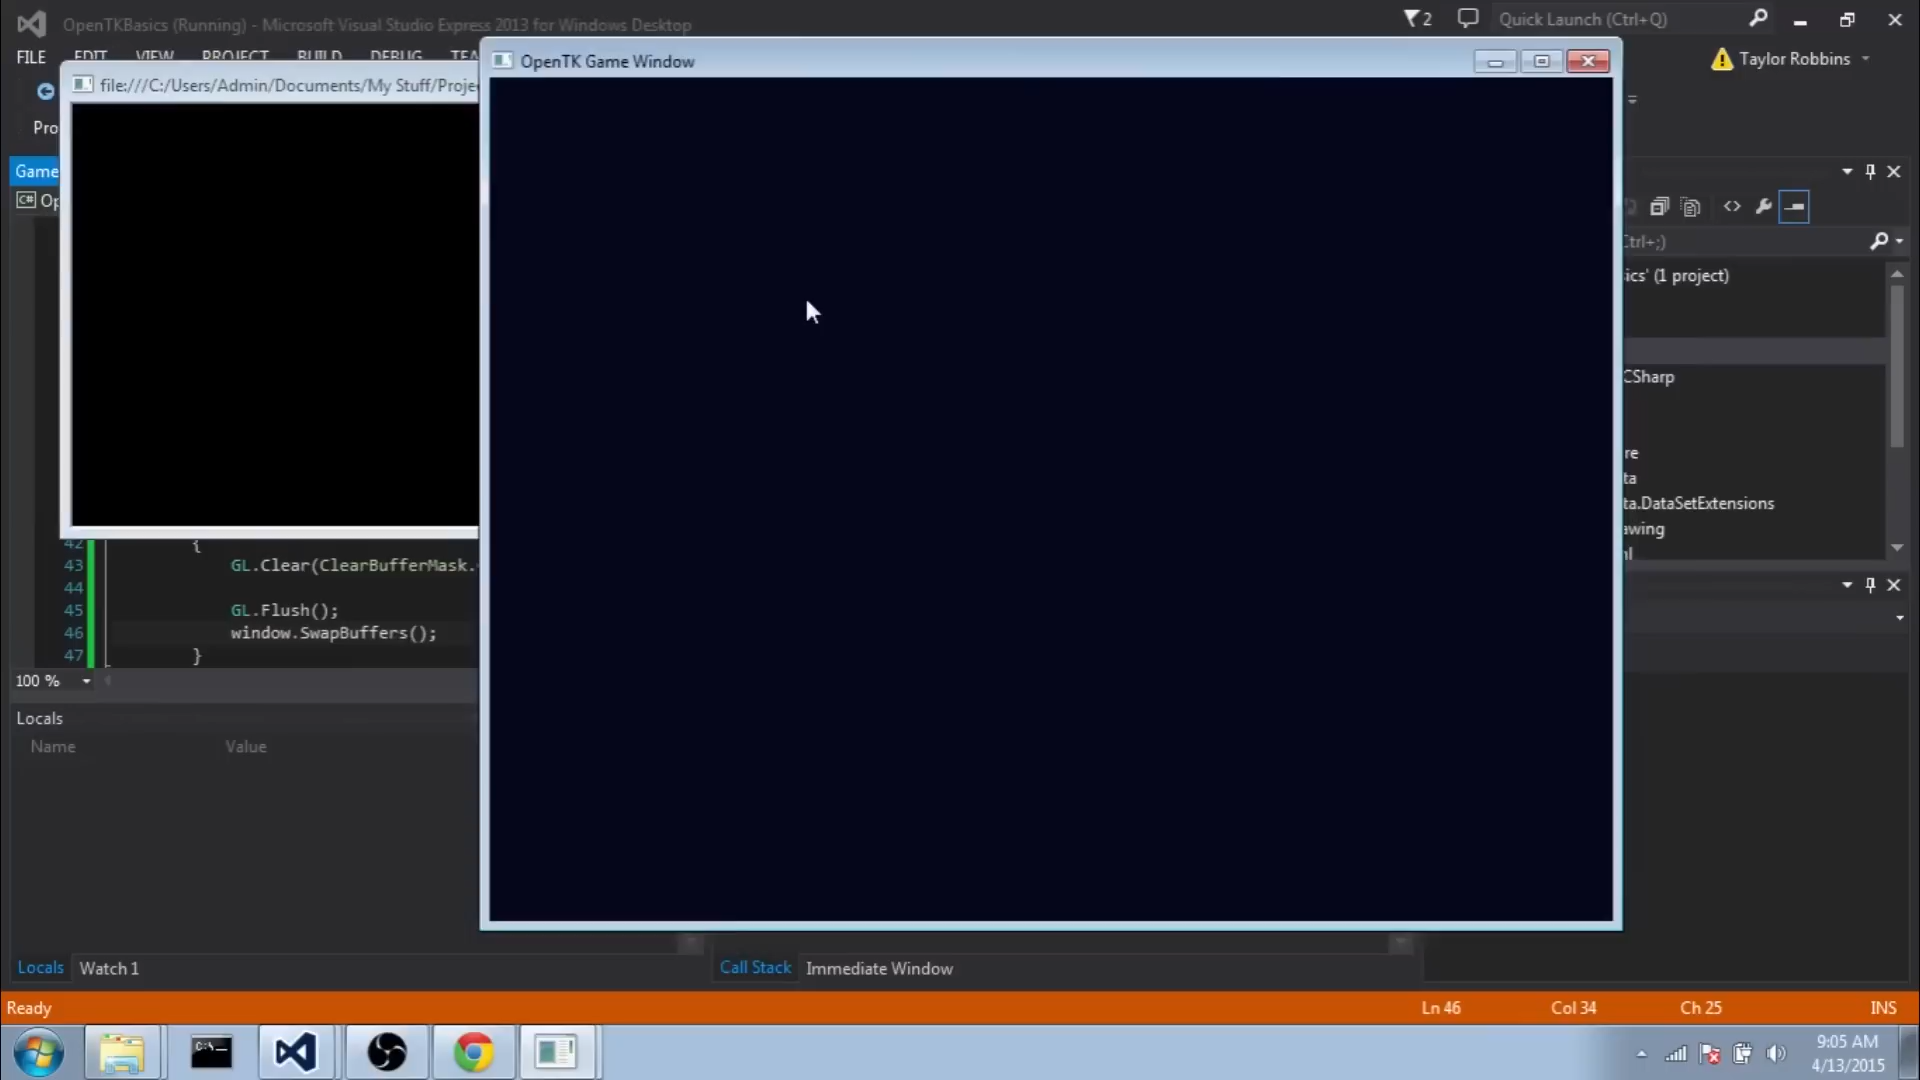 OpenTKBasics (Running) - Microsoft Visual Studio Express 2013 for Windows Desktop
2
Quick Launch (Ctrl+Q)
FILE EDIT VIEW PROJECT BUILD DEBUG TEA
Taylor Robbins
OpenTK Game Window
file:///C:/Users/Admin/Documents/My Stuff/Proje
Pro
Game
C# Op
Ctrl+;)
ics' (1 project)
CSharp
re
ta
ta.DataSetExtensions
awing
42 {
43 GL.Clear(ClearBufferMask.
44
45 GL.Flush();
46 window.SwapBuffers();
47 }
100 %
Locals
Name Value
Locals Watch 1
Call Stack Immediate Window
Ready Ln 46 Col 34 Ch 25 INS
C:\
9:05 AM
4/13/2015